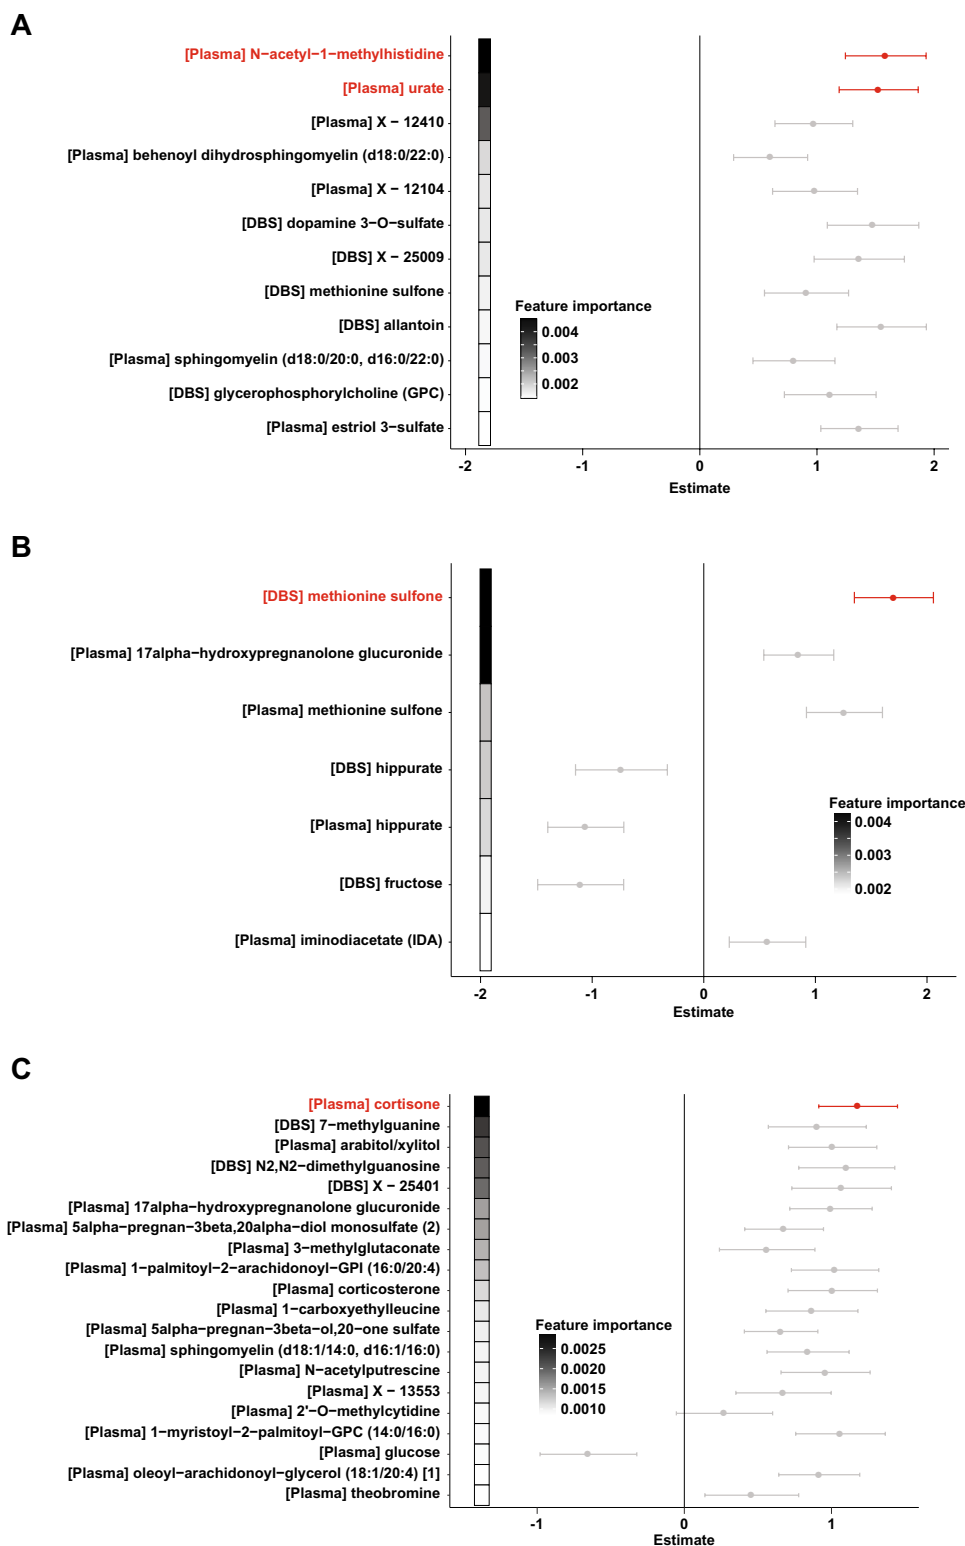 A
[Plasma] N−acetyl−1−methylhistidine
[Plasma] urate
[Plasma] X − 12410
[Plasma] behenoyl dihydrosphingomyelin (d18:0/22:0)
[Plasma] X − 12104
[DBS] dopamine 3−O−sulfate
[DBS] X − 25009
[DBS] methionine sulfone
[DBS] allantoin
[Plasma] sphingomyelin (d18:0/20:0, d16:0/22:0)
[DBS] glycerophosphorylcholine (GPC)
[Plasma] estriol 3−sulfate
Feature importance
0.004
0.003
0.002
-2 -1 0 1 2
Estimate
B
[DBS] methionine sulfone
[Plasma] 17alpha−hydroxypregnanolone glucuronide
[Plasma] methionine sulfone
[DBS] hippurate
[Plasma] hippurate
[DBS] fructose
[Plasma] iminodiacetate (IDA)
Feature importance
0.004
0.003
0.002
-2 -1 0 1 2
Estimate
C
[Plasma] cortisone
[DBS] 7−methylguanine
[Plasma] arabitol/xylitol
[DBS] N2,N2−dimethylguanosine
[DBS] X − 25401
[Plasma] 17alpha−hydroxypregnanolone glucuronide
[Plasma] 5alpha−pregnan−3beta,20alpha−diol monosulfate (2)
[Plasma] 3−methylglutaconate
[Plasma] 1−palmitoyl−2−arachidonoyl−GPI (16:0/20:4)
[Plasma] corticosterone
[Plasma] 1−carboxyethylleucine
[Plasma] 5alpha−pregnan−3beta−ol,20−one sulfate
[Plasma] sphingomyelin (d18:1/14:0, d16:1/16:0)
[Plasma] N−acetylputrescine
[Plasma] X − 13553
[Plasma] 2'−O−methylcytidine
[Plasma] 1−myristoyl−2−palmitoyl−GPC (14:0/16:0)
[Plasma] glucose
[Plasma] oleoyl−arachidonoyl−glycerol (18:1/20:4) [1]
[Plasma] theobromine
Feature importance
0.0025
0.0020
0.0015
0.0010
-1 0 1
Estimate